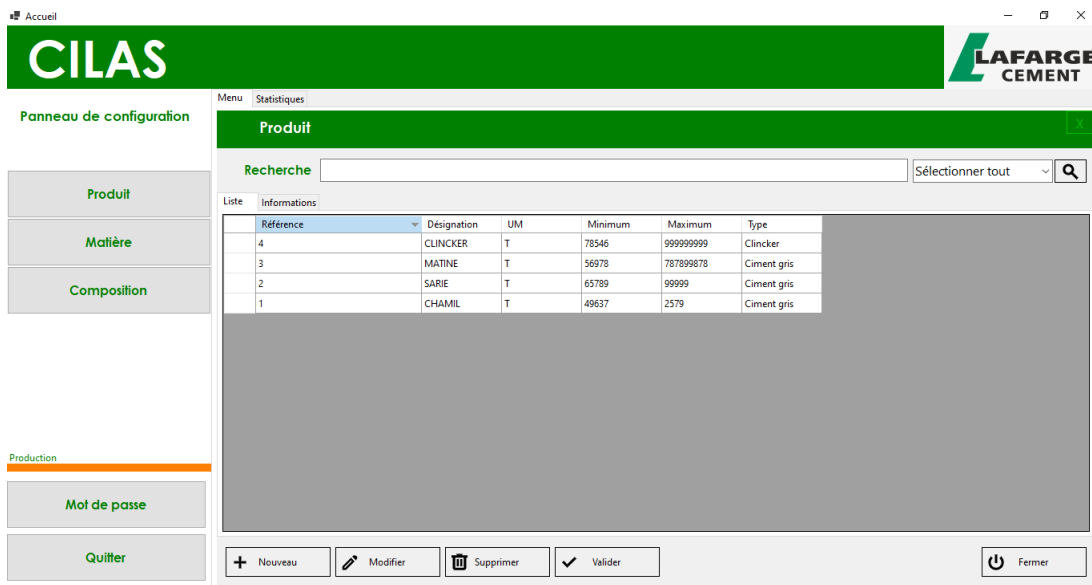 Accueil
CILAS
LAFARGE
CEMENT
Panneau de configuration
Produit
Matière
Composition
Production
Mot de passe
Quitter
Menu Statistiques
Produit X
Recherche Sélectionner tout
Liste Informations
Référence Désignation UM Minimum Maximum Type
4 CLINCKER T 78546 999999999 Clincker
3 MATINE T 56978 787899878 Ciment gris
2 SARIE T 65789 99999 Ciment gris
1 CHAMIL T 49637 2579 Ciment gris
Nouveau Modifier Supprimer Valider Fermer